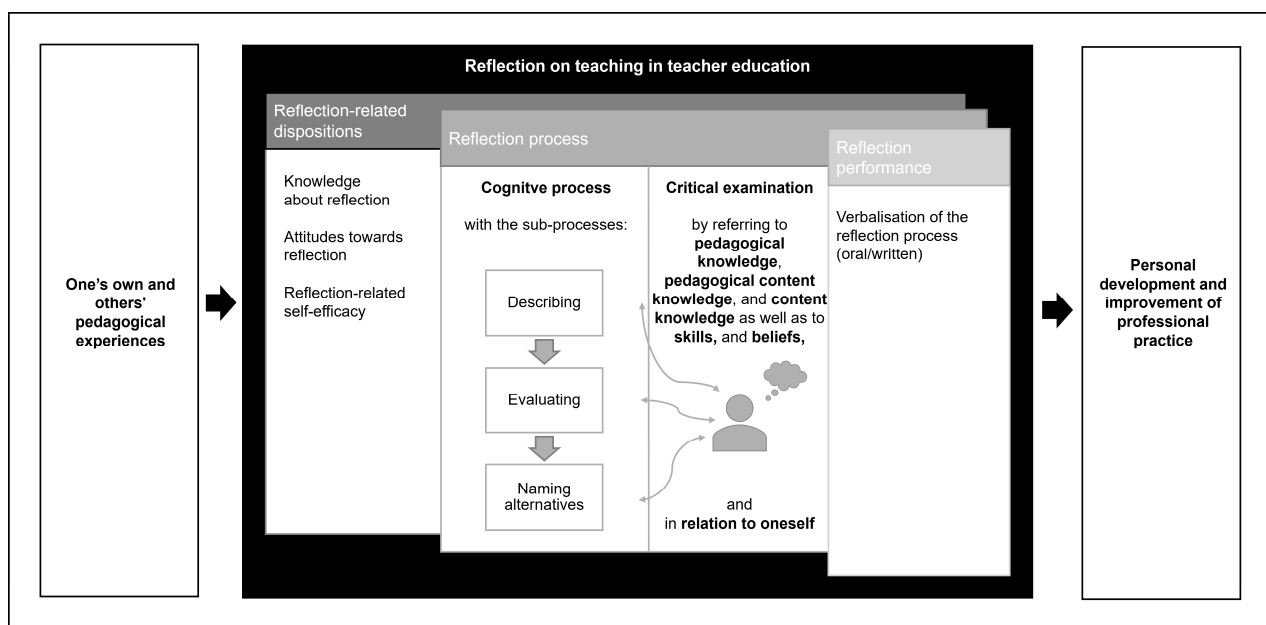 Reflection on teaching in teacher education
One's own and
others'
pedagogical
experiences
Reflection-related
dispositions
Knowledge
about reflection
Attitudes towards
reflection
Reflection-related
self-efficacy
Reflection process
Cognitve process
with the sub-processes:
Describing
Evaluating
Naming
alternatives
Critical examination
by referring to
pedagogical
knowledge,
pedagogical content
knowledge, and content
knowledge as well as to
skills, and beliefs,
and
in relation to oneself
Reflection
performance
Verbalisation of the
reflection process
(oral/written)
Personal
development and
improvement of
professional
practice